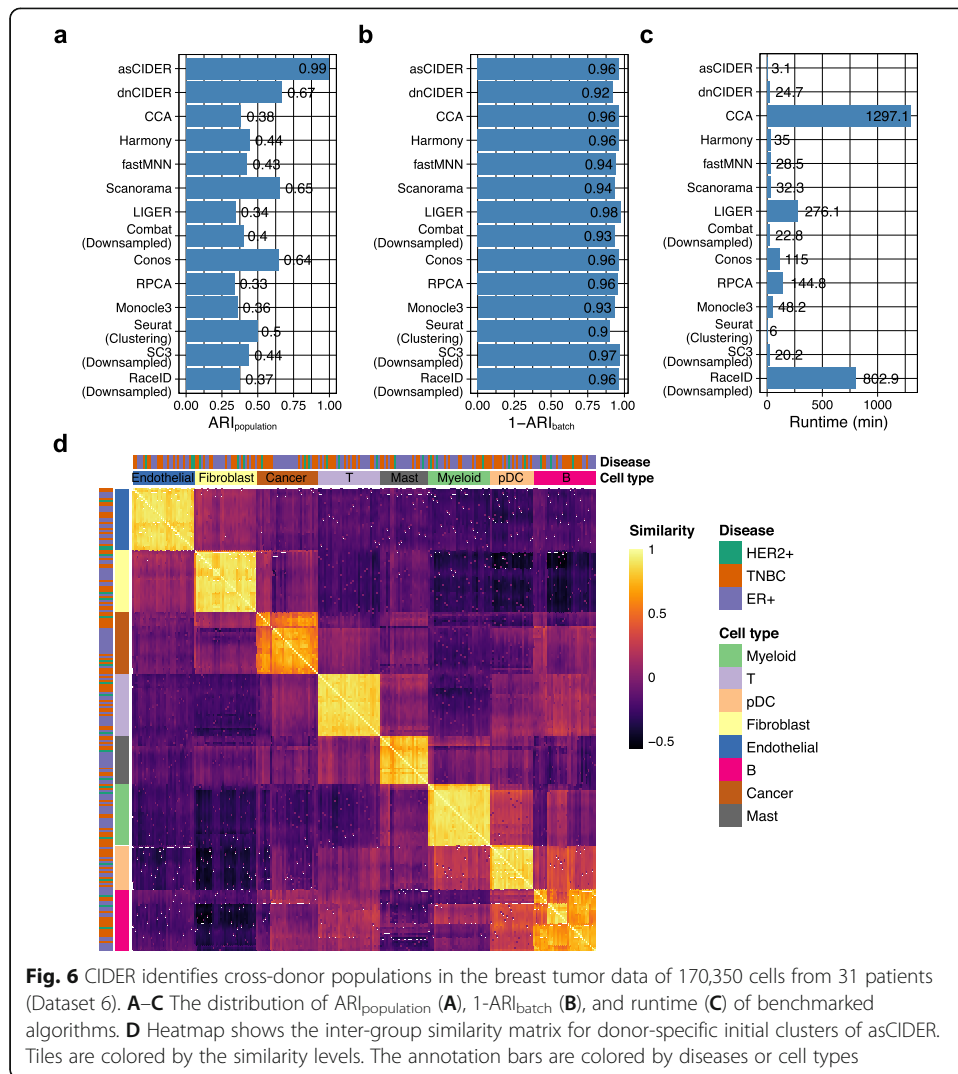 a
asCIDER
dnCIDER
CCA
Harmony
fastMNN
Scanorama
LIGER
Combat
(Downsampled)
Conos
RPCA
Monocle3
Seurat
(Clustering)
SC3
(Downsampled)
RaceID
(Downsampled)
0.99
0.67
0.38
0.44
0.43
0.65
0.34
0.4
0.64
0.33
0.36
0.5
0.44
0.37
0.00 0.25 0.50 0.75 1.00
ARIpopulation
b
asCIDER
dnCIDER
CCA
Harmony
fastMNN
Scanorama
LIGER
Combat
(Downsampled)
Conos
RPCA
Monocle3
Seurat
(Clustering)
SC3
(Downsampled)
RaceID
(Downsampled)
0.96
0.92
0.96
0.96
0.94
0.94
0.98
0.93
0.96
0.96
0.93
0.9
0.97
0.96
0.00 0.25 0.50 0.75 1.00
1−ARIbatch
c
asCIDER
dnCIDER
CCA
Harmony
fastMNN
Scanorama
LIGER
Combat
(Downsampled)
Conos
RPCA
Monocle3
Seurat
(Clustering)
SC3
(Downsampled)
RaceID
(Downsampled)
3.1
24.7
1297.1
35
28.5
32.3
276.1
22.8
115
144.8
48.2
6
20.2
802.9
0 500 1000
Runtime (min)
d
Disease
Endothelial Fibroblast Cancer T Mast Myeloid pDC B Cell type
Similarity
1
0.5
0
−0.5
Disease
HER2+
TNBC
ER+
Cell type
Myeloid
T
pDC
Fibroblast
Endothelial
B
Cancer
Mast
Fig. 6 CIDER identifies cross-donor populations in the breast tumor data of 170,350 cells from 31 patients
(Dataset 6). A–C The distribution of ARIpopulation (A), 1-ARIbatch (B), and runtime (C) of benchmarked
algorithms. D Heatmap shows the inter-group similarity matrix for donor-specific initial clusters of asCIDER.
Tiles are colored by the similarity levels. The annotation bars are colored by diseases or cell types